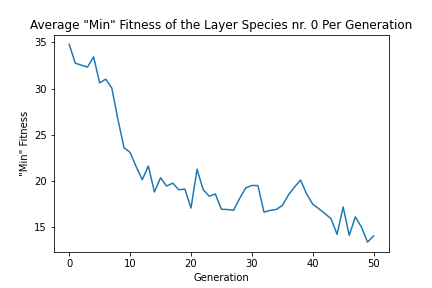 Average "Min" Fitness of the Layer Species nr. 0 Per Generation
35
30
25
20
15
"Min" Fitness
0 10 20 30 40 50
Generation